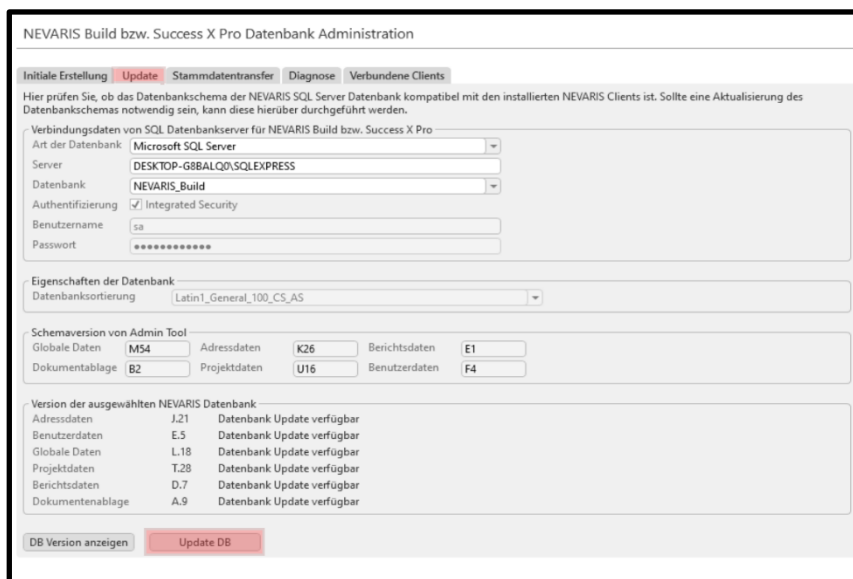 NEVARIS Build bzw. Success X Pro Datenbank Administration
Initiale Erstellung Update Stammdatentransfer Diagnose Verbundene Clients
Hier prüfen Sie, ob das Datenbankschema der NEVARIS SQL Server Datenbank kompatibel mit den installierten NEVARIS Clients ist. Sollte eine Aktualisierung des
Datenbankschemas notwendig sein, kann diese hierüber durchgeführt werden.
Verbindungsdaten von SQL Datenbankserver für NEVARIS Build bzw. Success X Pro
Art der Datenbank Microsoft SQL Server
Server DESKTOP-G8BALQ0\SQLEXPRESS
Datenbank NEVARIS_Build
Authentifizierung Integrated Security
Benutzername sa
Passwort ●●●●●●●●●●●●
Eigenschaften der Datenbank
Datenbanksortierung Latin1_General_100_CS_AS
Schemaversion von Admin Tool
Globale Daten M54 Adressdaten K26 Berichtsdaten E1
Dokumentablage B2 Projektdaten U16 Benutzerdaten F4
Version der ausgewählten NEVARIS Datenbank
Adressdaten J.21 Datenbank Update verfügbar
Benutzerdaten E.5 Datenbank Update verfügbar
Globale Daten L.18 Datenbank Update verfügbar
Projektdaten T.28 Datenbank Update verfügbar
Berichtsdaten D.7 Datenbank Update verfügbar
Dokumentenablage A.9 Datenbank Update verfügbar
DB Version anzeigen Update DB